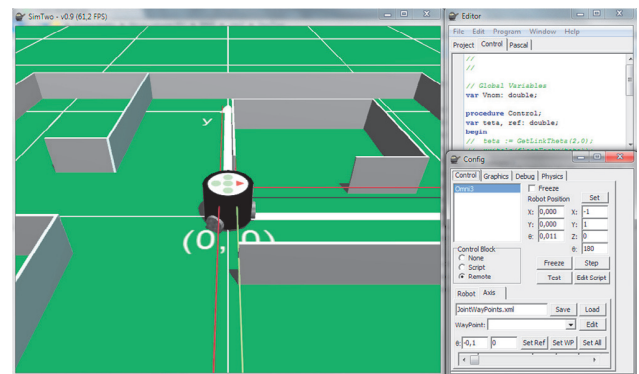 SimTwo - v0.9 (61,2 FPS)
y
(0, 0)
Editor
File Edit Program Window Help
Project Control Pascal
//
//
// Global Variables
var Vnom: double;
procedure Control;
var teta, ref: double;
begin
// teta := GetLinkTheta(2.0);
Config
Control Graphics Debug Physics
Omni3
Freeze
Robot Position Set
X: 0,000 X: -1
Y: 0,000 Y: 1
θ: 0,011 Z: 0
θ: 180
Control Block
None
Script
Remote
Freeze Step
Test Edit Script
Robot Axis
JointWayPoints.xml Save Load
WayPoint: Edit
θ: -0,1 0 Set Ref Set WP Set All